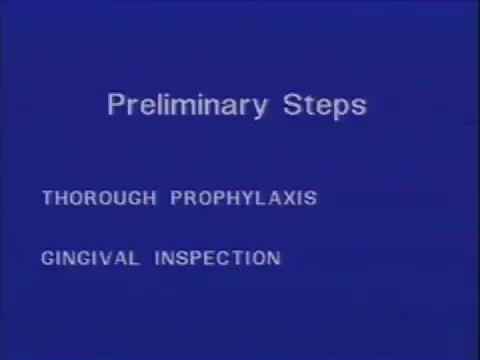 Preliminary Steps
THOROUGH PROPHYLAXIS
GINGIVAL INSPECTION